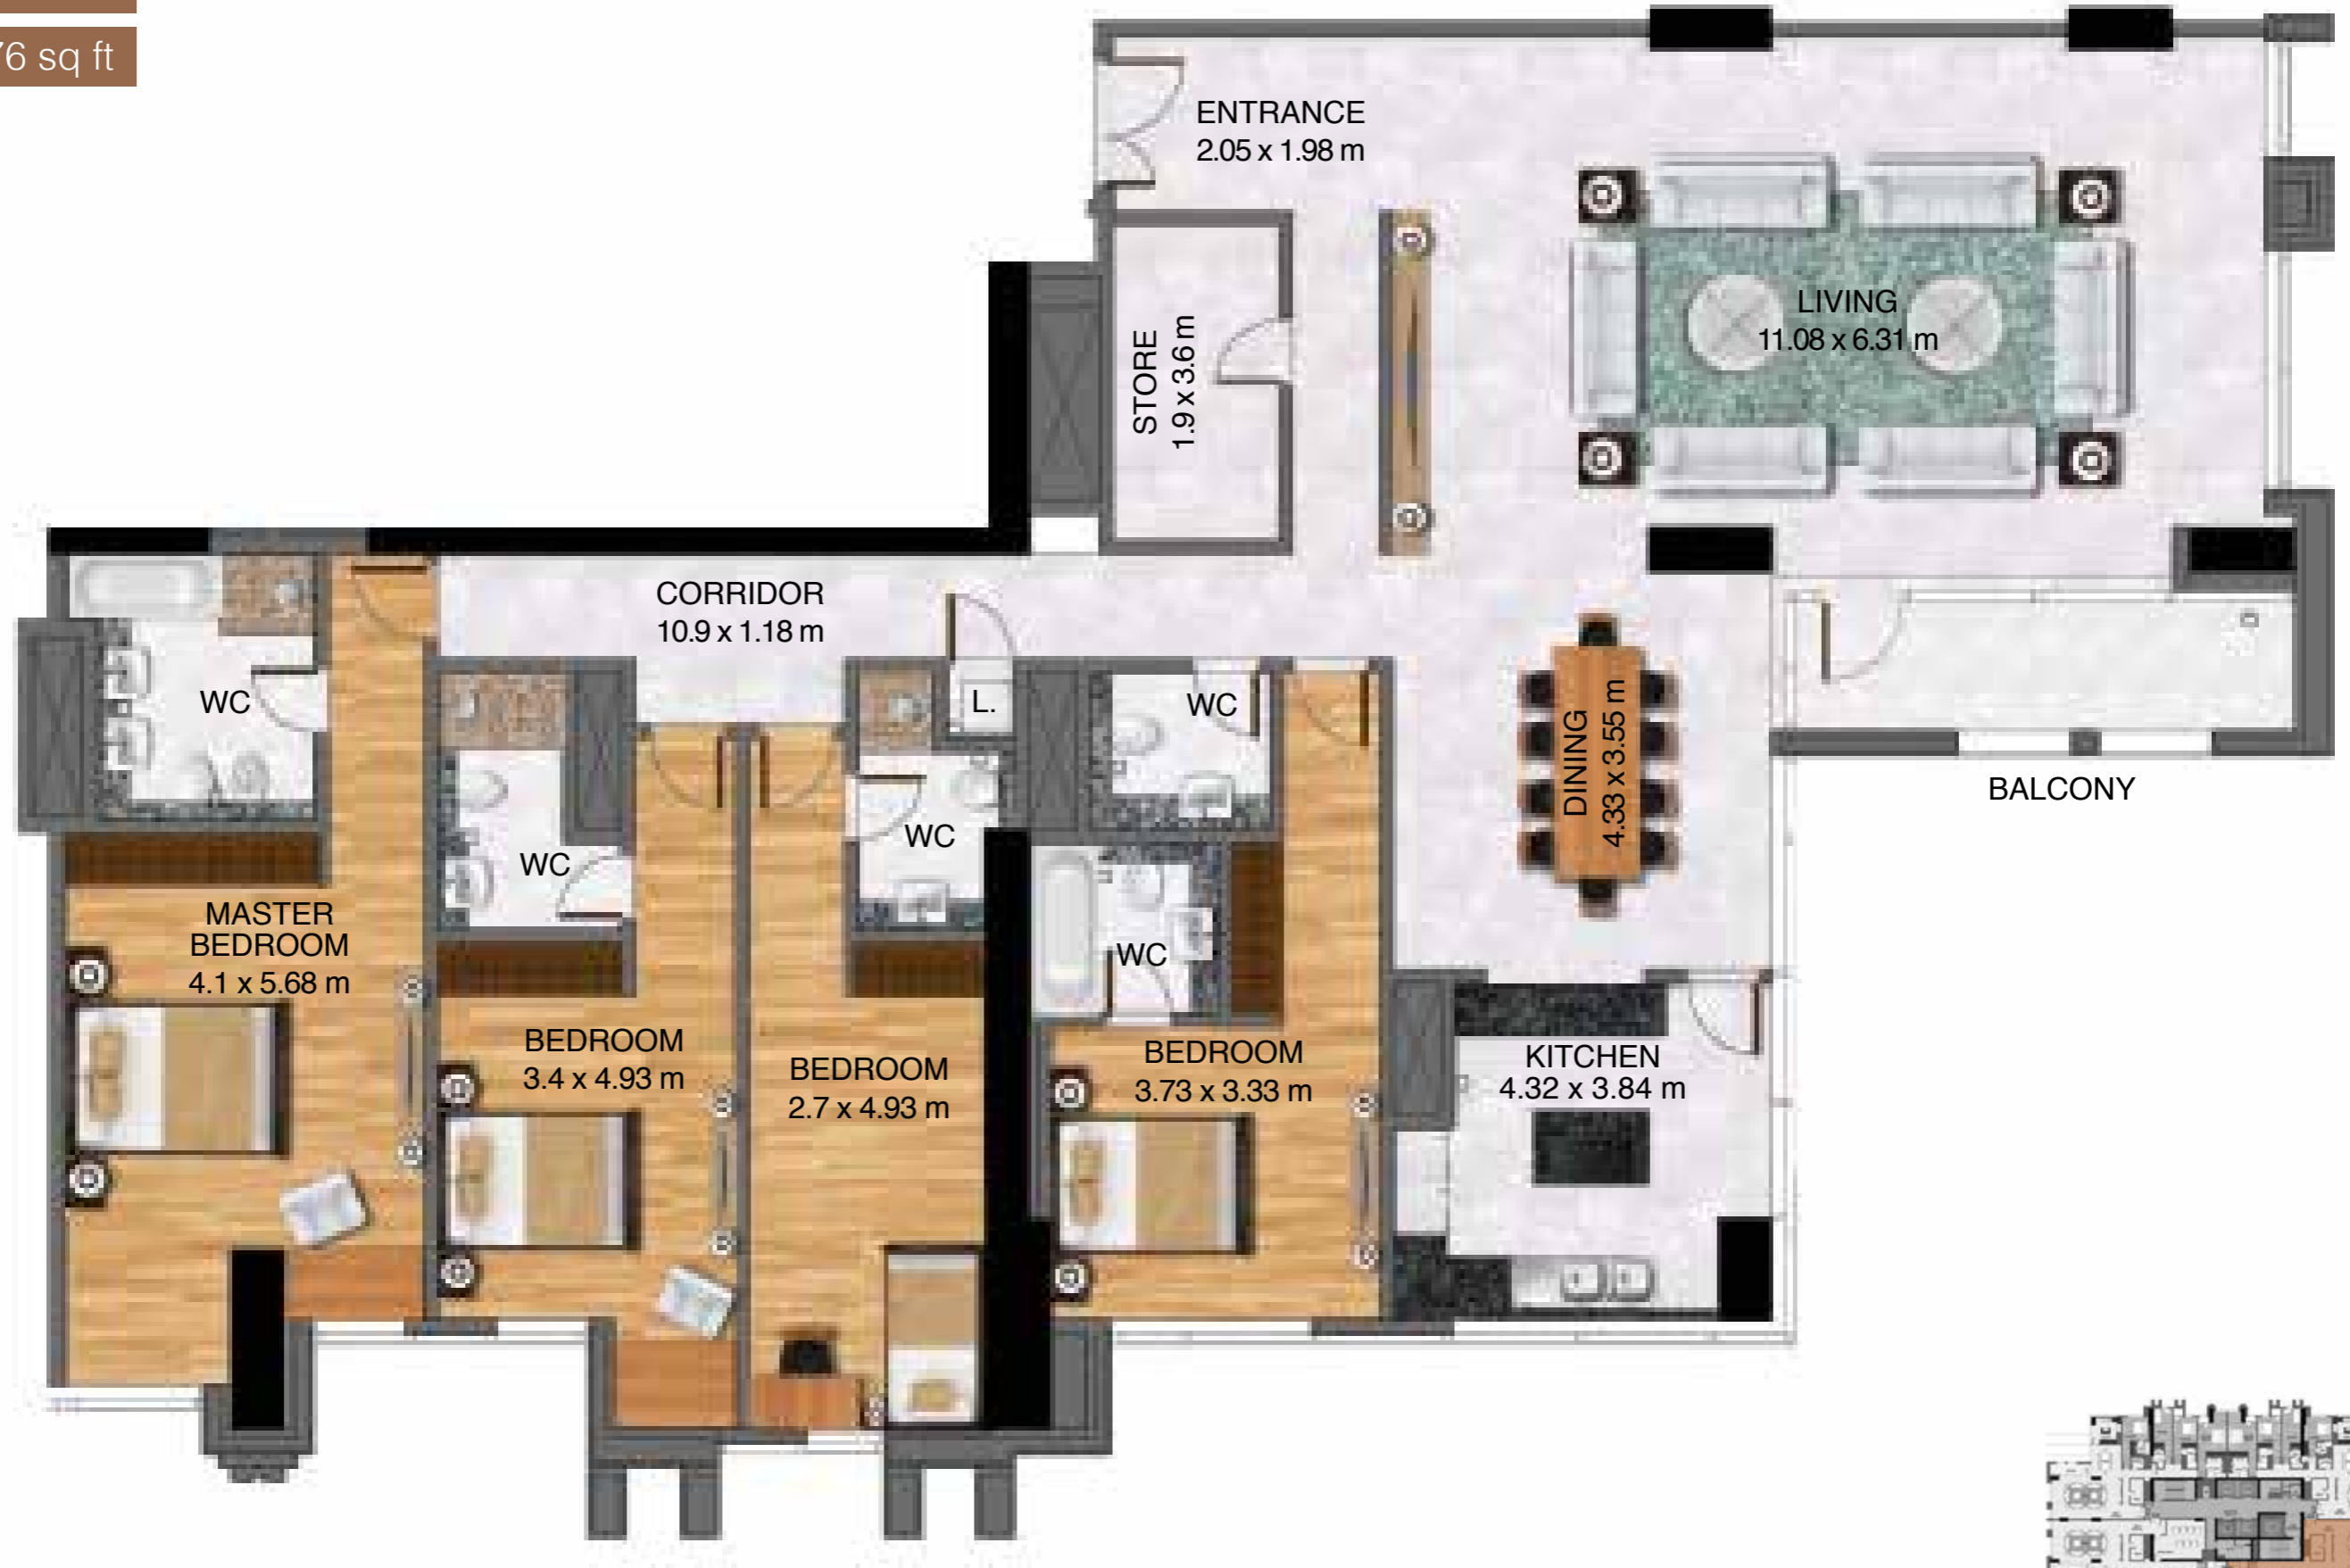 76 sq ft
ENTRANCE
2.05 x 1.98 m
LIVING
11.08 x 6.31 m
STORE
1.9 x 3.6 m
CORRIDOR
10.9 x 1.18 m
WC
L.
WC
WC
WC
WC
DINING
4.33 x 3.55 m
BALCONY
MASTER
BEDROOM
4.1 x 5.68 m
BEDROOM
3.4 x 4.93 m
BEDROOM
2.7 x 4.93 m
BEDROOM
3.73 x 3.33 m
KITCHEN
4.32 x 3.84 m